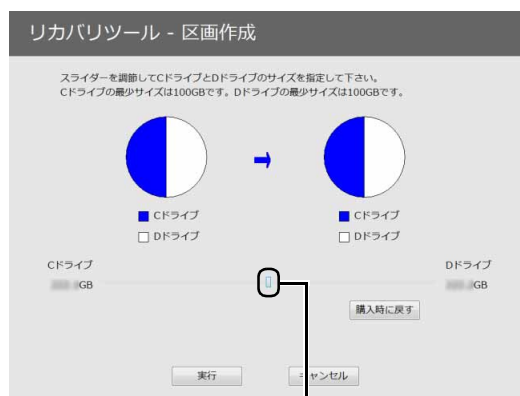 リカバリツール - 区画作成
スライダーを調節してCドライブとDドライブのサイズを指定して下さい。
Cドライブの最少サイズは100GBです。Dドライブの最少サイズは100GBです。
Cドライブ
Dドライブ
Cドライブ
Dドライブ
Cドライブ
GB
Dドライブ
GB
購入時に戻す
実行
キャンセル